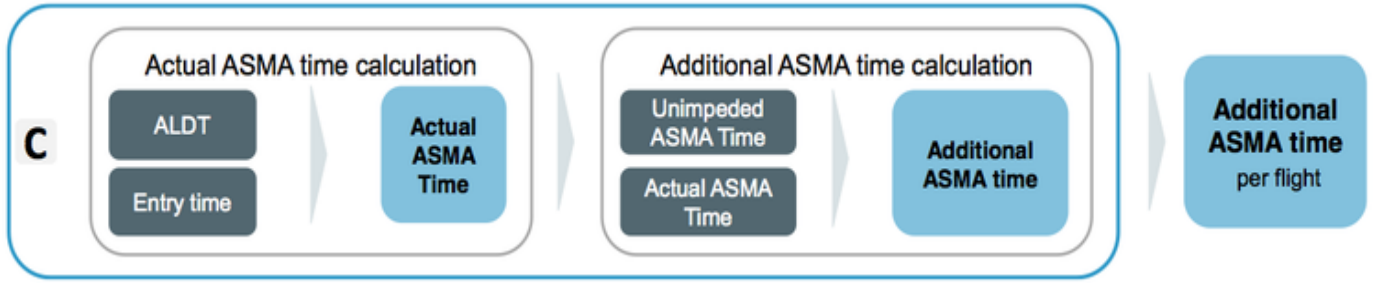 C
Actual ASMA time calculation
ALDT
Entry time
Actual
ASMA
Time
Additional ASMA time calculation
Unimpeded
ASMA Time
Actual ASMA
Time
Additional
ASMA time
Additional
ASMA time
per flight